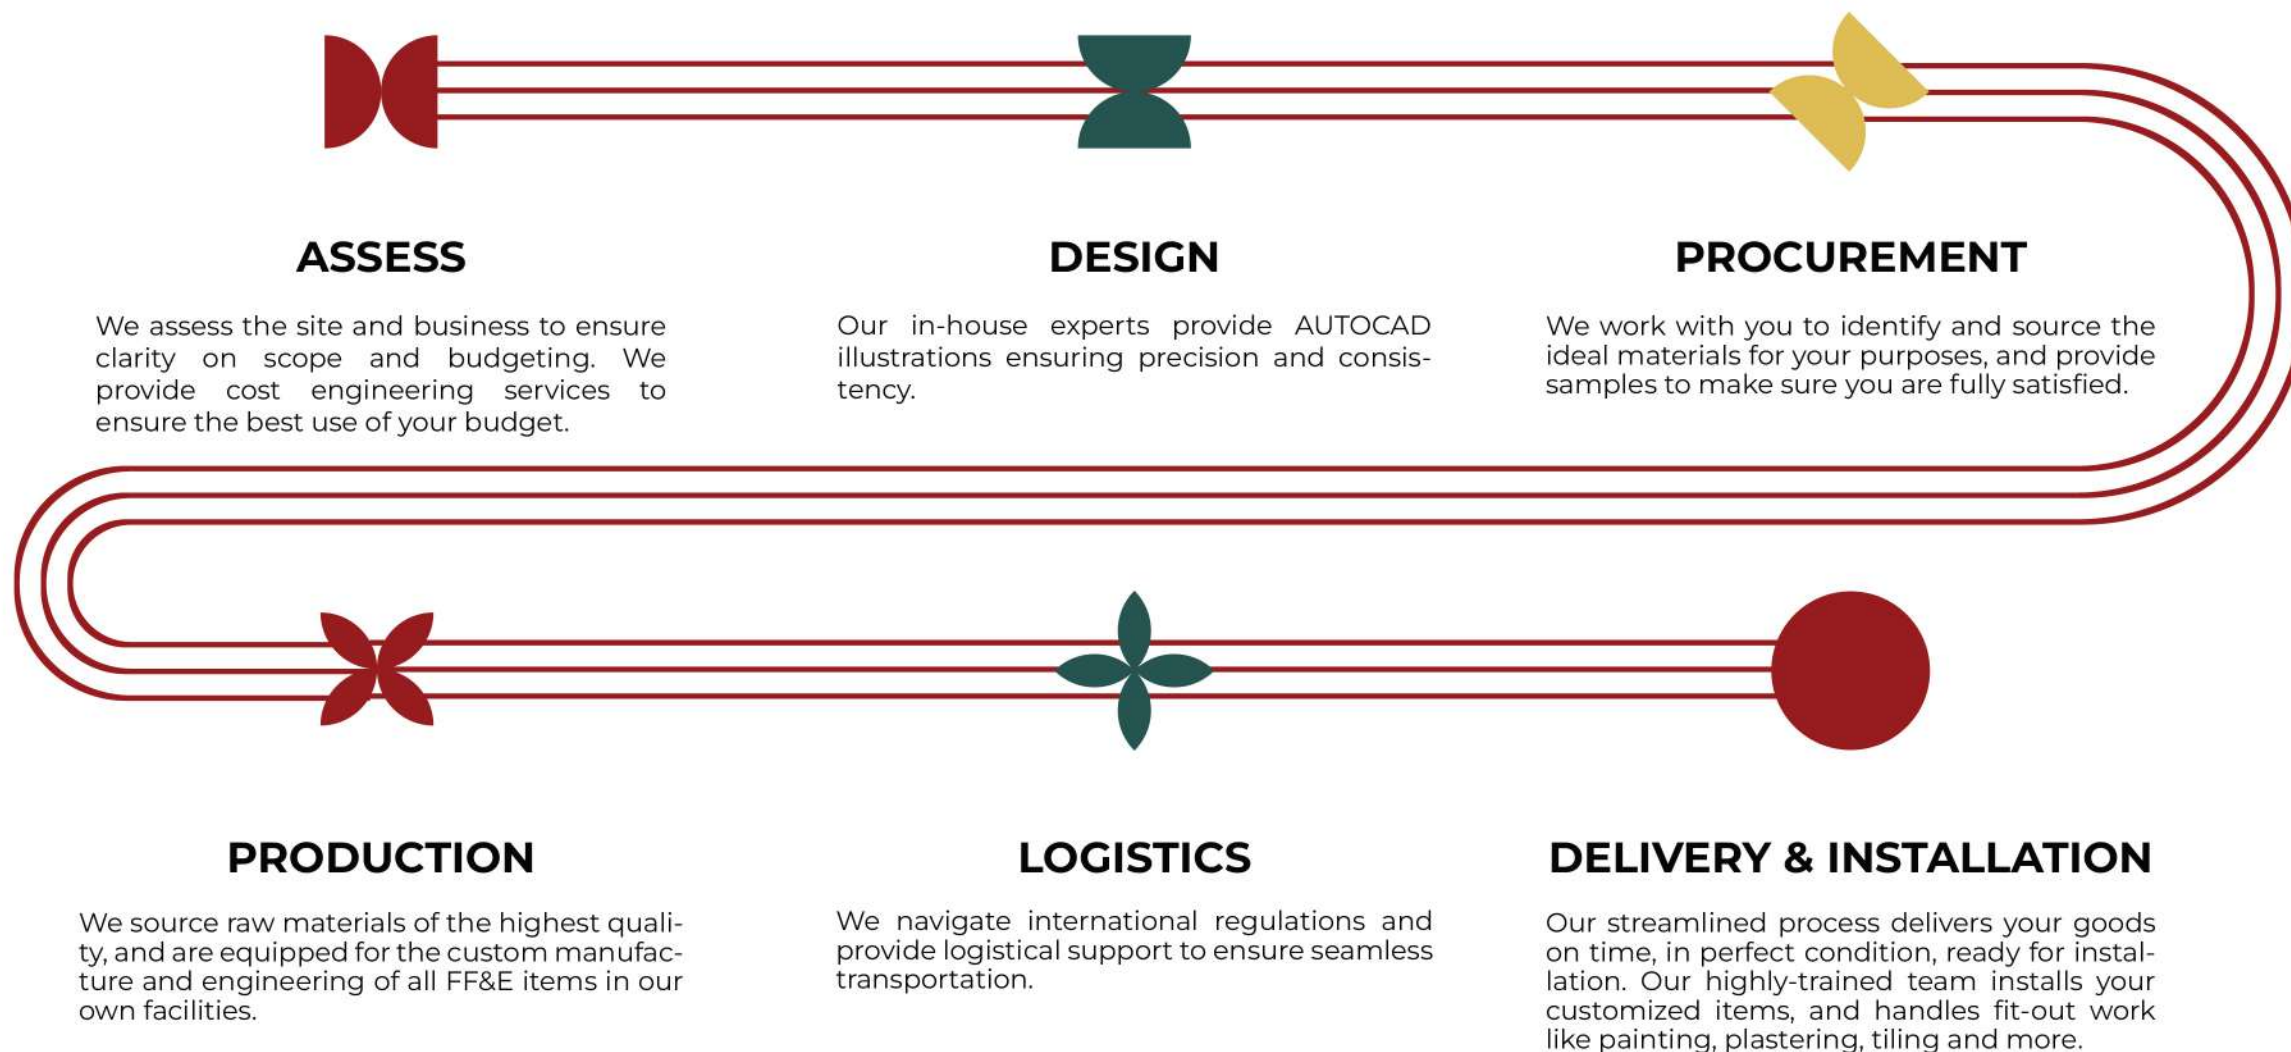 ASSESS
We assess the site and business to ensure
clarity on scope and budgeting. We
provide cost engineering services to
ensure the best use of your budget.
DESIGN
Our in-house experts provide AUTOCAD
illustrations ensuring precision and consis-
tency.
PROCUREMENT
We work with you to identify and source the
ideal materials for your purposes, and provide
samples to make sure you are fully satisfied.
PRODUCTION
We source raw materials of the highest quali-
ty, and are equipped for the custom manufac-
ture and engineering of all FF&E items in our
own facilities.
LOGISTICS
We navigate international regulations and
provide logistical support to ensure seamless
transportation.
DELIVERY & INSTALLATION
Our streamlined process delivers your goods
on time, in perfect condition, ready for instal-
lation. Our highly-trained team installs your
customized items, and handles fit-out work
like painting, plastering, tiling and more.